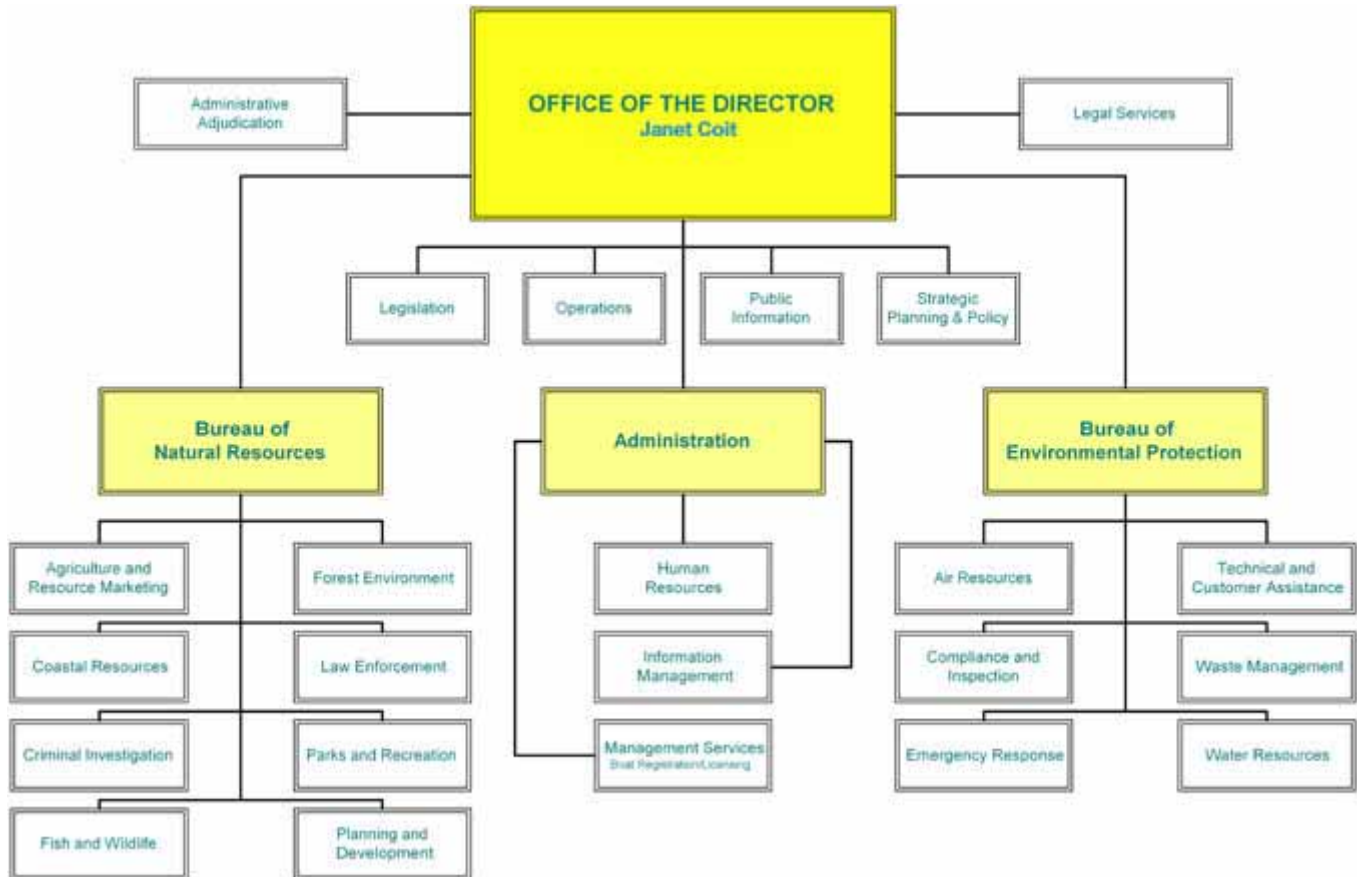 OFFICE OF THE DIRECTOR
Janet Coit
Administrative
Adjudication
Legal Services
Legislation
Operations
Public
Information
Strategic
Planning & Policy
Bureau of
Natural Resources
Administration
Bureau of
Environmental Protection
Agriculture and
Resource Marketing
Forest Environment
Human
Resources
Air Resources
Technical and
Customer Assistance
Coastal Resources
Law Enforcement
Information
Management
Compliance and
Inspection
Waste Management
Criminal Investigation
Parks and Recreation
Management Services
Boat Registration/Licensing
Emergency Response
Water Resources
Fish and Wildlife
Planning and
Development